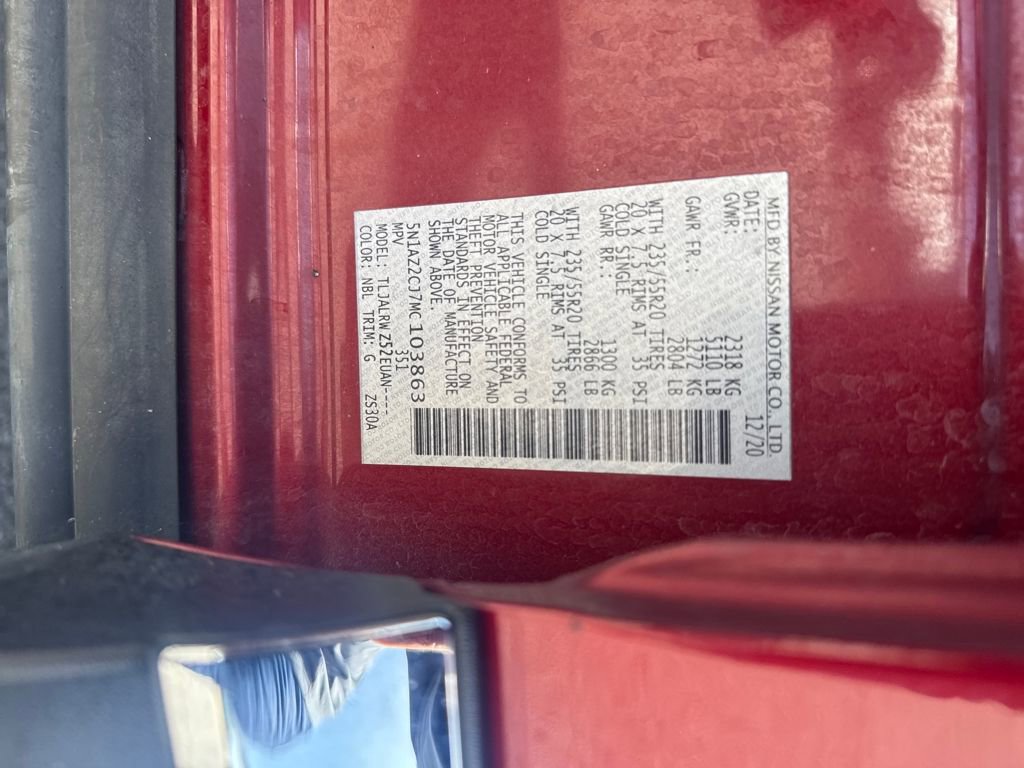 MFD BY NISSAN MOTOR CO., LTD.
DATE: 12/20
GVWR: 2318 KG
5110 LB
GAWR FR.: 1272 KG
2804 LB
WITH 235/55R20 TIRES
20 X 7.5 RIMS AT 35 PSI
COLD SINGLE
GAWR RR.: 1300 KG
2866 LB
WITH 235/55R20 TIRES
20 X 7.5 RIMS AT 35 PSI
COLD SINGLE
THIS VEHICLE CONFORMS TO
ALL APPLICABLE FEDERAL
MOTOR VEHICLE SAFETY AND
THEFT PREVENTION
STANDARDS IN EFFECT ON
THE DATE OF MANUFACTURE
SHOWN ABOVE.
5N1AZ2CJ7MC103863
MPV 351
MODEL: TLJALRWZ52EUAN----
COLOR: NBL TRIM: G ZS30A